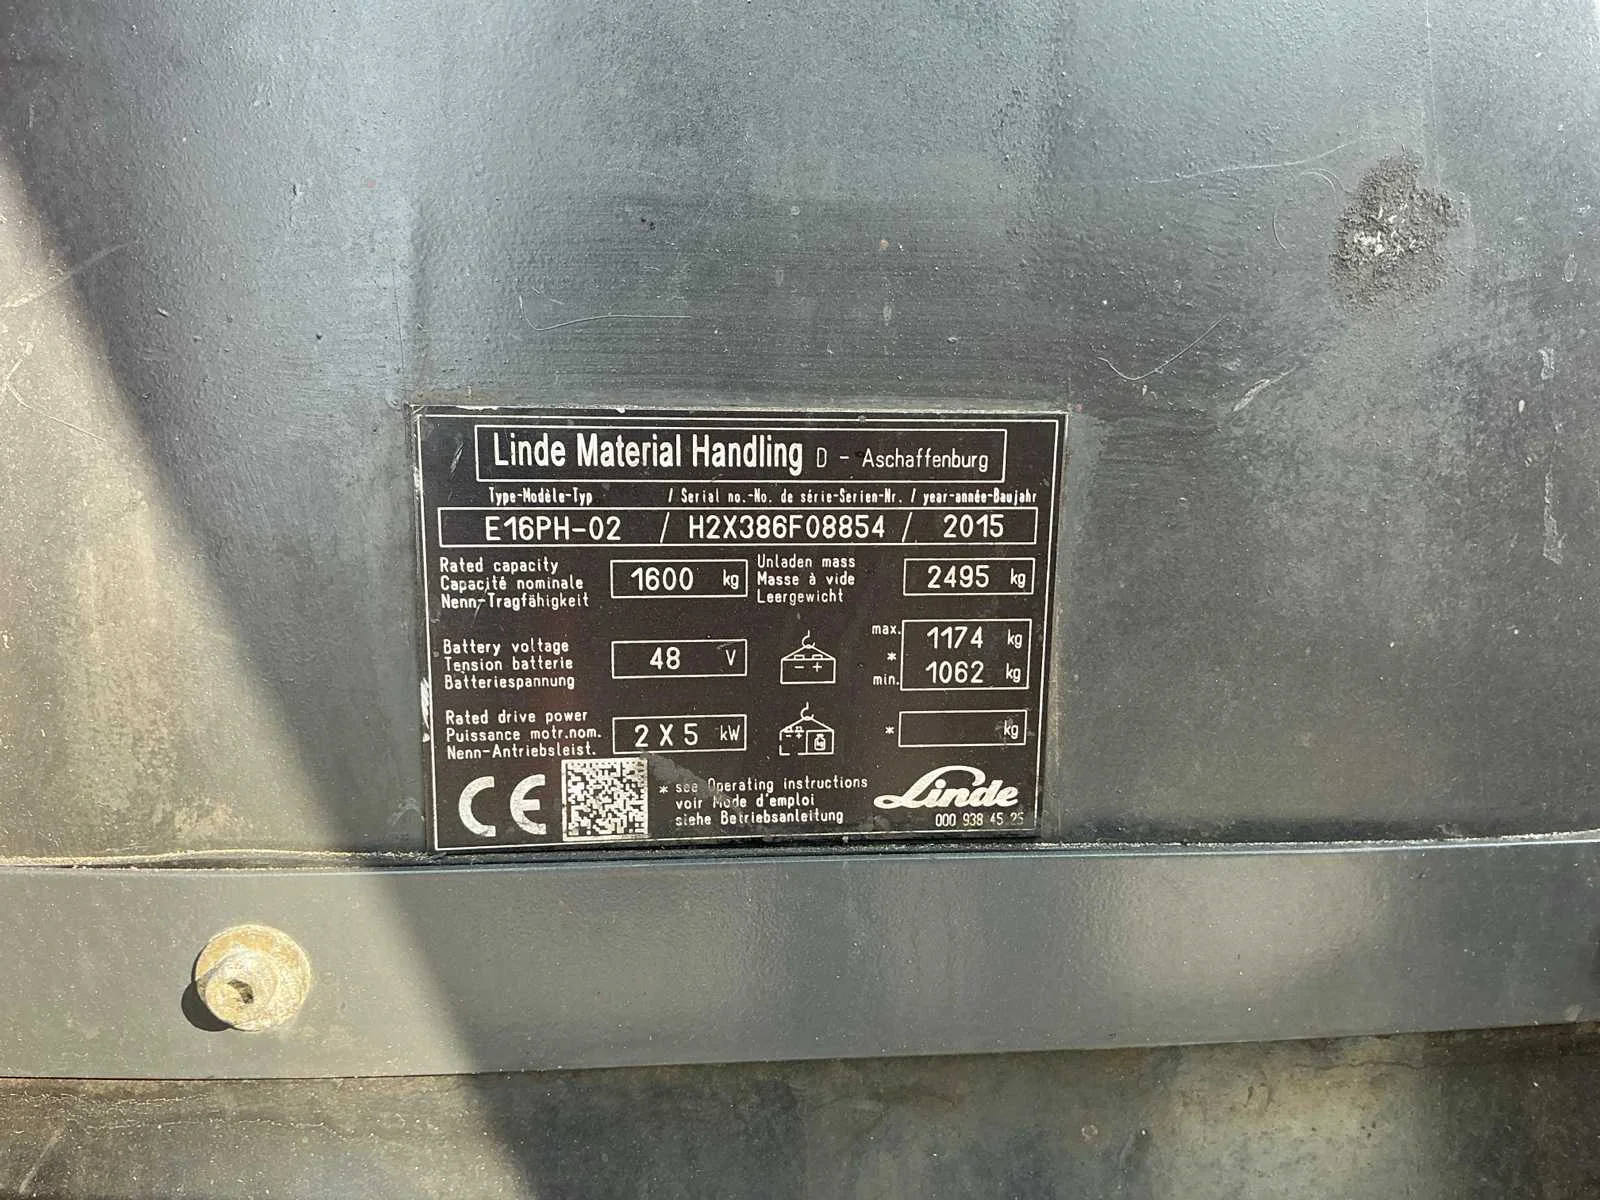 Linde Material Handling D - Aschaffenburg
Type-Modèle-Typ / Serial no.-No. de série-Serien-Nr. / year-année-Baujahr
E16PH-02 / H2X386F08854 / 2015
Rated capacity
Capacité nominale
Nenn-Tragfähigkeit
1600 kg
Unladen mass
Masse à vide
Leergewicht
2495 kg
Battery voltage
Tension batterie
Batteriespannung
48 V
- +
max. 1174 kg
*
min. 1062 kg
Rated drive power
Puissance motr.nom.
Nenn-Antriebsleist.
2 X 5 kW
- +
kg
* kg
CE
* see Operating instructions
voir Mode d'emploi
siehe Betriebsanleitung
Linde
000 938 45 25